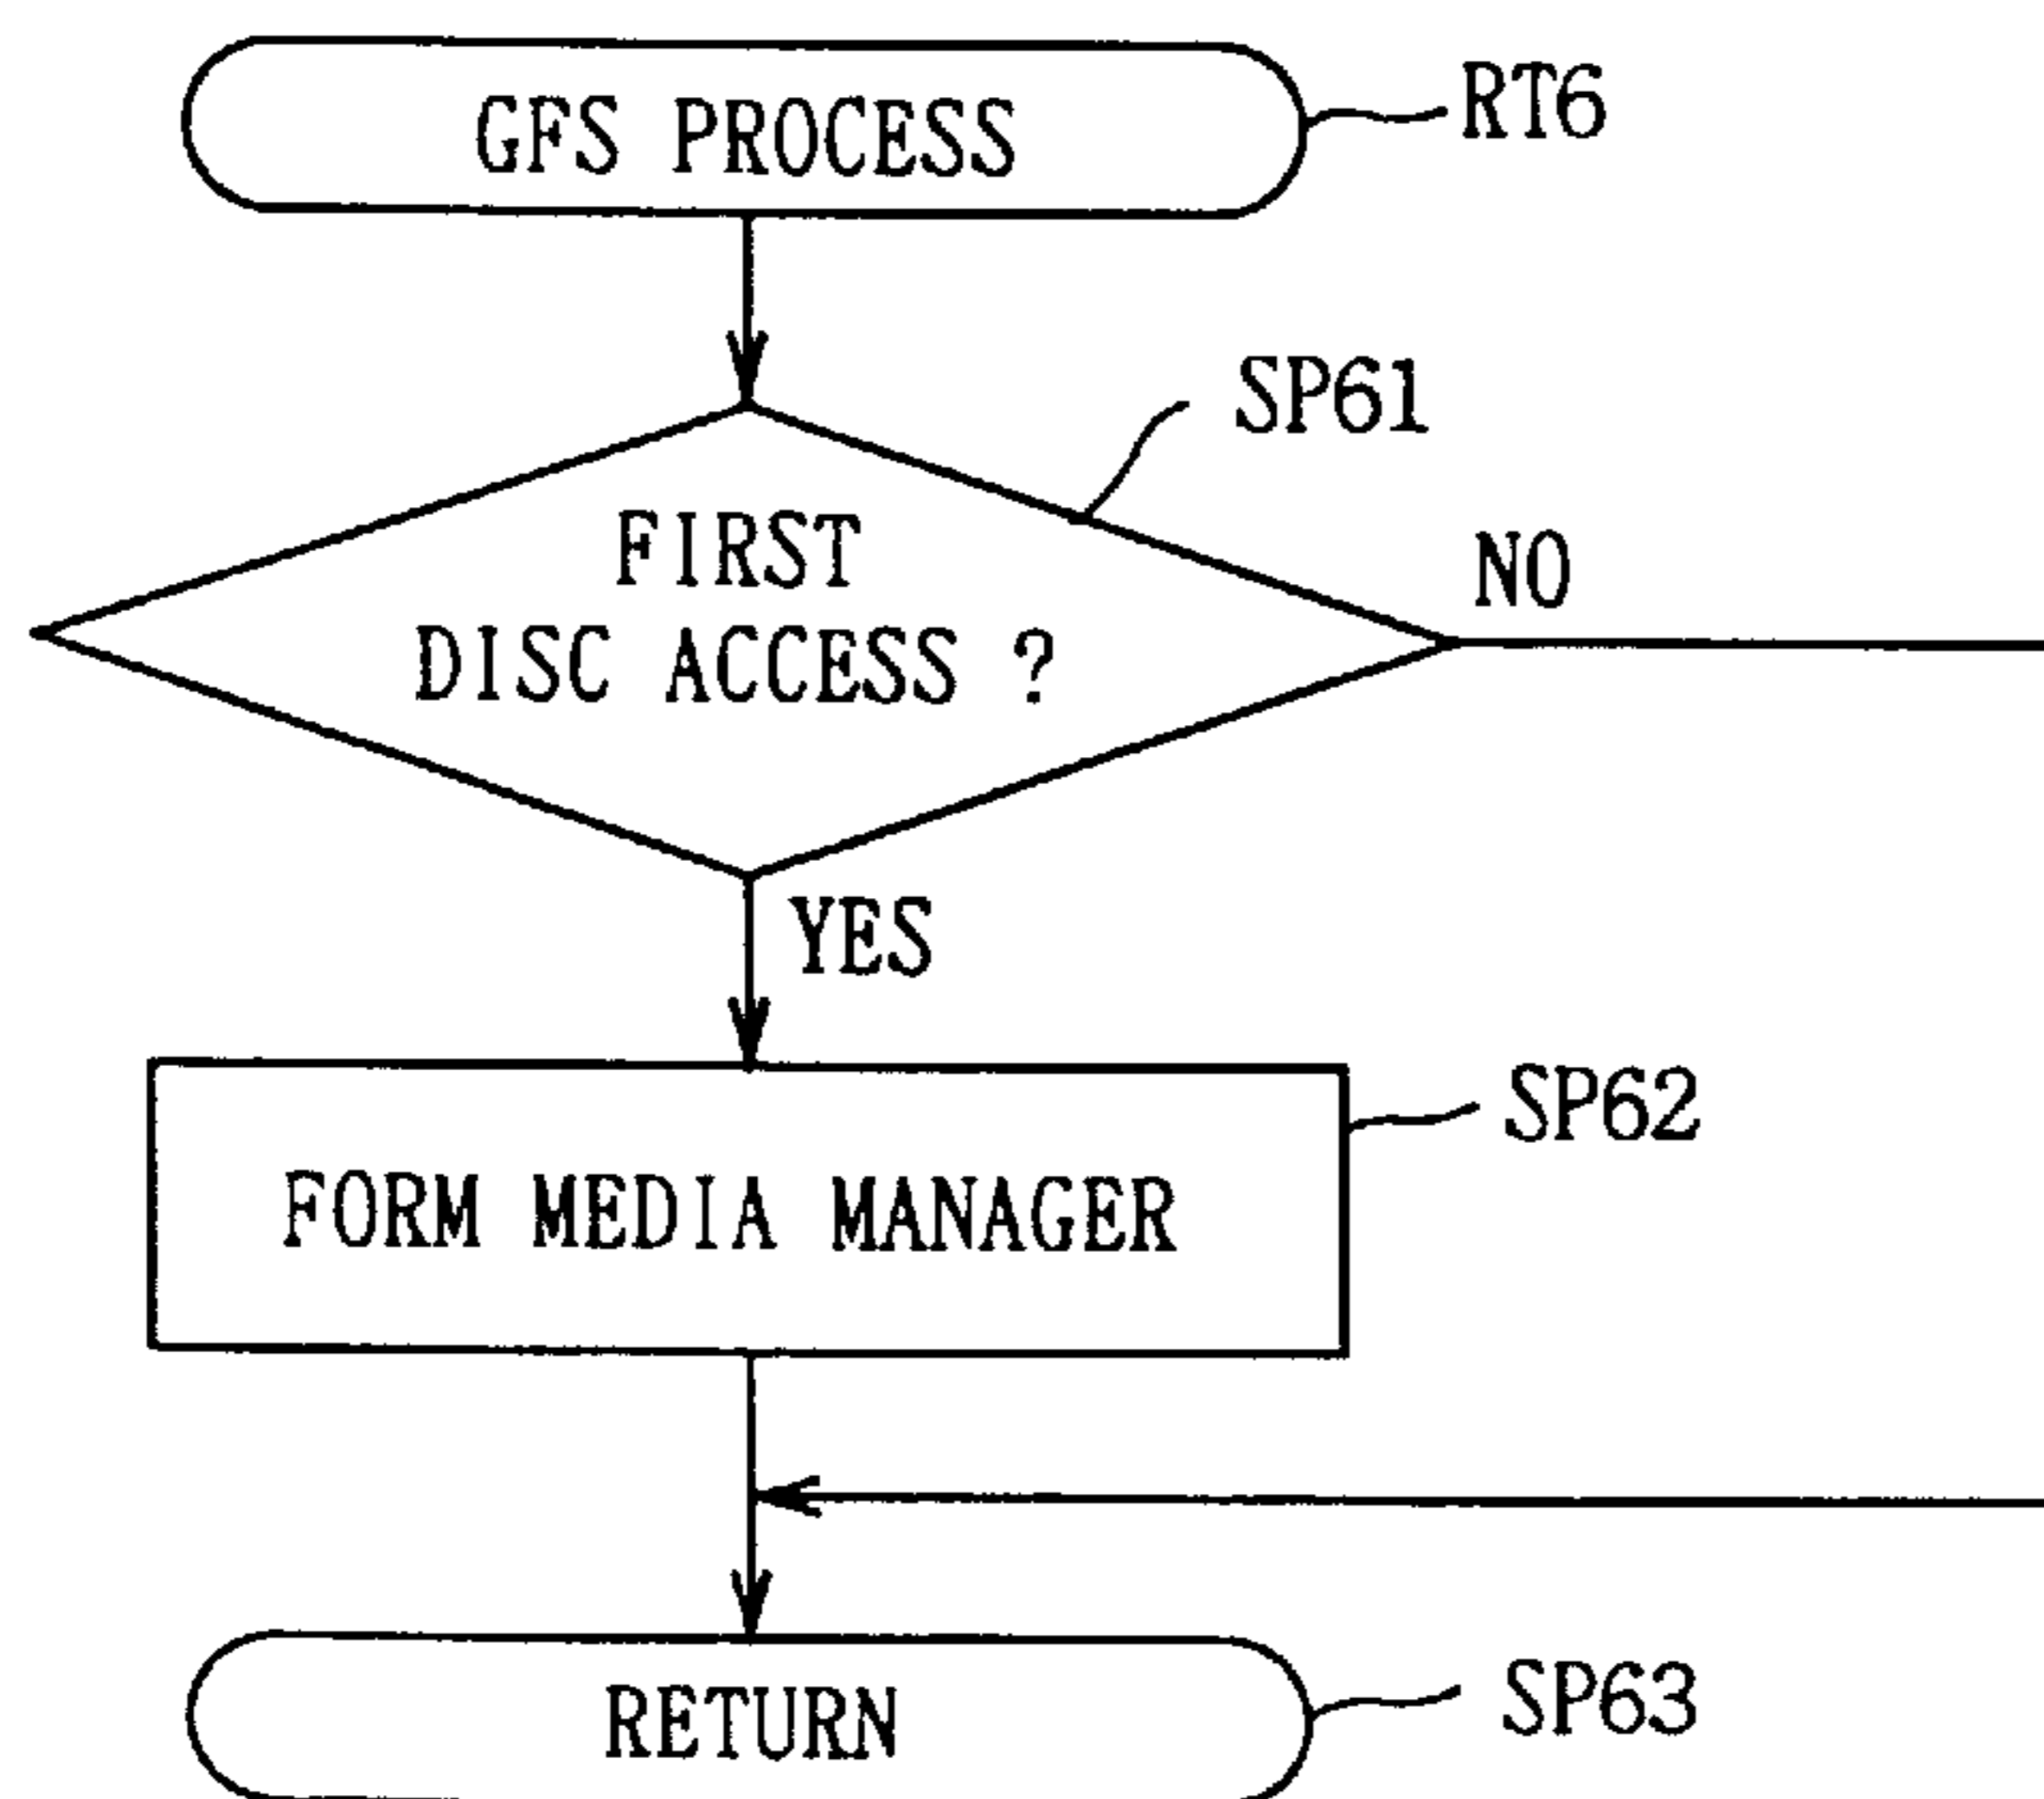 GFS PROCESS
RT6
SP61
FIRST
DISC ACCESS ?
NO
YES
SP62
FORM MEDIA MANAGER
RETURN
SP63